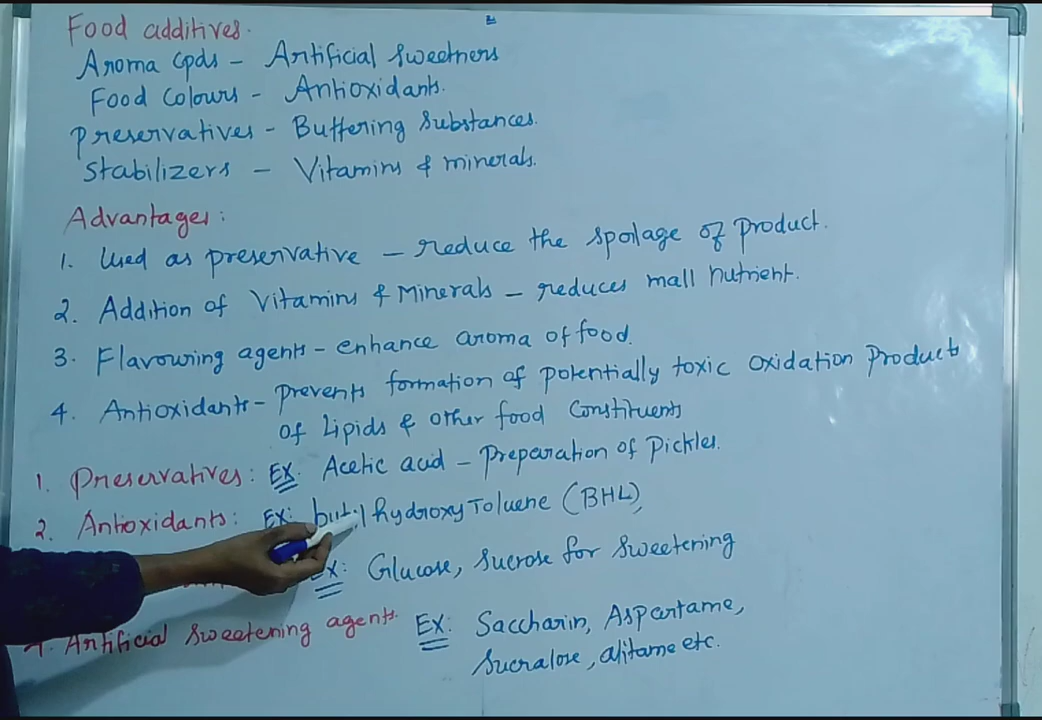 Food additives.
Aroma cpds - Artificial Sweetners
Food Colours - Antioxidants.
Preservatives - Buffering Substances.
Stabilizers - Vitamins & minerals.
Advantages:
1. Used as preservative - reduce the spoilage of product.
2. Addition of Vitamins & Minerals - reduces mall nutrient.
3. Flavouring agents - enhance aroma of food.
4. Antioxidants - prevents formation of potentially toxic oxidation Product
of Lipids & other food Constituents
1. Preservatives: EX: Acetic acid - Preparation of Pickles.
2. Antioxidants: EX: butyl hydroxy Toluene (BHL),
EX: Glucose, Sucrose for Sweetening
4. Artificial Sweetening agents. EX: Saccharin, Aspartame,
Sucralose, alitame etc.